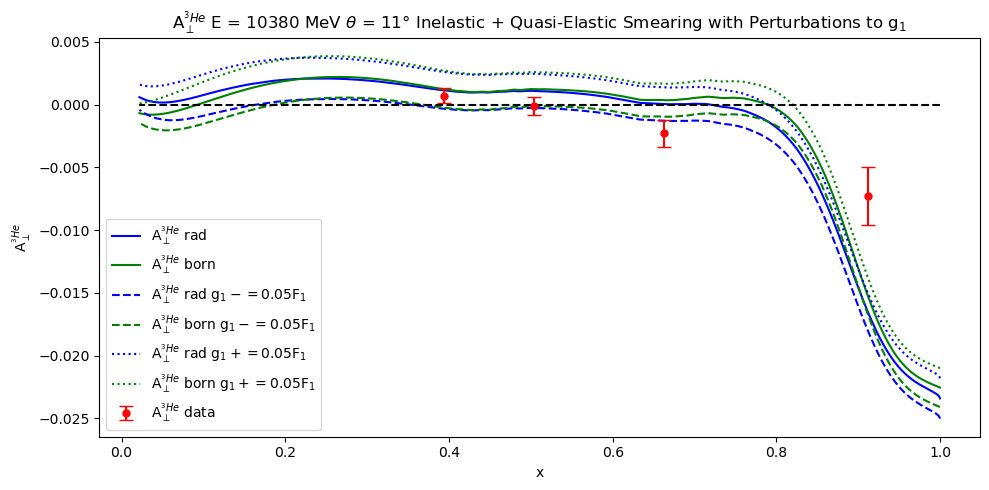 A⊥³ᴴᵉ E = 10380 MeV θ = 11° Inelastic + Quasi-Elastic Smearing with Perturbations to g₁
0.005
0.000
−0.005
−0.010
−0.015
−0.020
−0.025
A⊥³ᴴᵉ
A⊥³ᴴᵉ rad
A⊥³ᴴᵉ born
A⊥³ᴴᵉ rad g₁ − = 0.05F₁
A⊥³ᴴᵉ born g₁ − = 0.05F₁
A⊥³ᴴᵉ rad g₁ + = 0.05F₁
A⊥³ᴴᵉ born g₁ + = 0.05F₁
A⊥³ᴴᵉ data
0.0 0.2 0.4 0.6 0.8 1.0
x